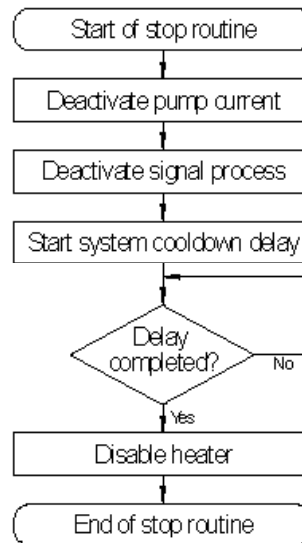 Start of stop routine
Deactivate pump current
Deactivate signal process
Start system cooldown delay
Delay
completed?
No
Yes
Disable heater
End of stop routine